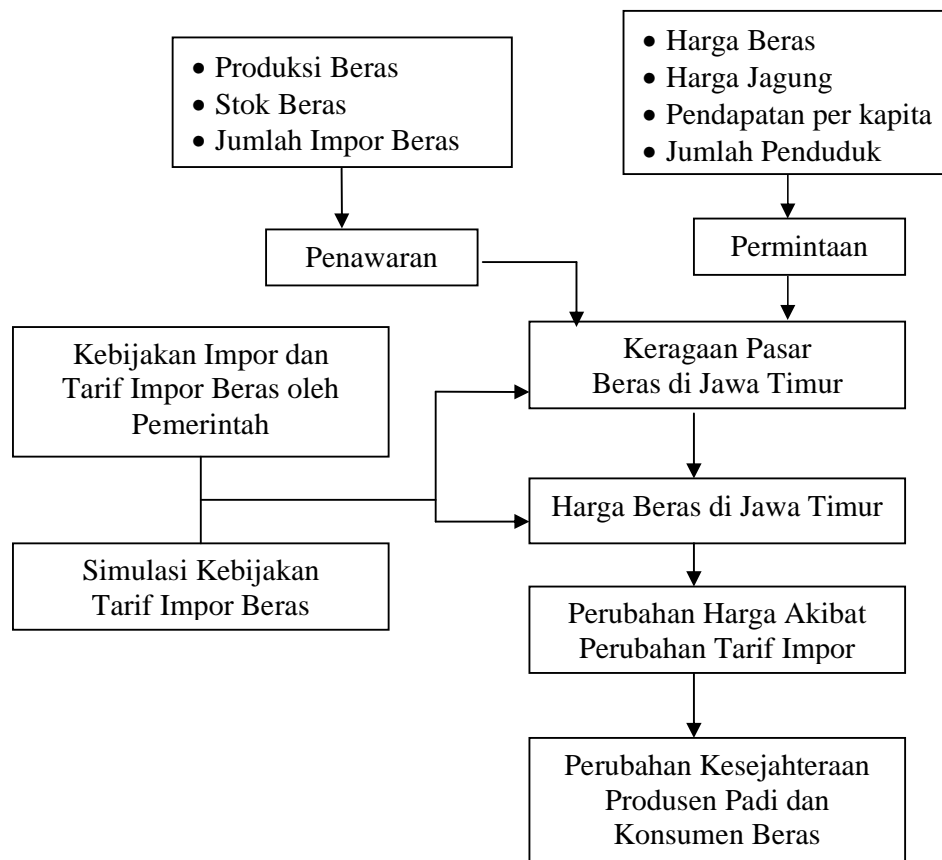 • Produksi Beras
• Stok Beras
• Jumlah Impor Beras
• Harga Beras
• Harga Jagung
• Pendapatan per kapita
• Jumlah Penduduk
Penawaran
Permintaan
Kebijakan Impor dan
Tarif Impor Beras oleh
Pemerintah
Keragaan Pasar
Beras di Jawa Timur
Harga Beras di Jawa Timur
Simulasi Kebijakan
Tarif Impor Beras
Perubahan Harga Akibat
Perubahan Tarif Impor
Perubahan Kesejahteraan
Produsen Padi dan
Konsumen Beras